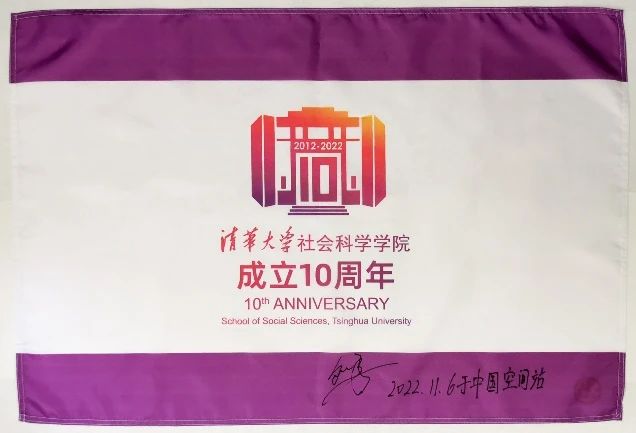 2012-2022
10
清华大学社会科学学院
成立10周年
10th ANNIVERSARY
School of Social Sciences, Tsinghua University
2022.11.6于中国空间站